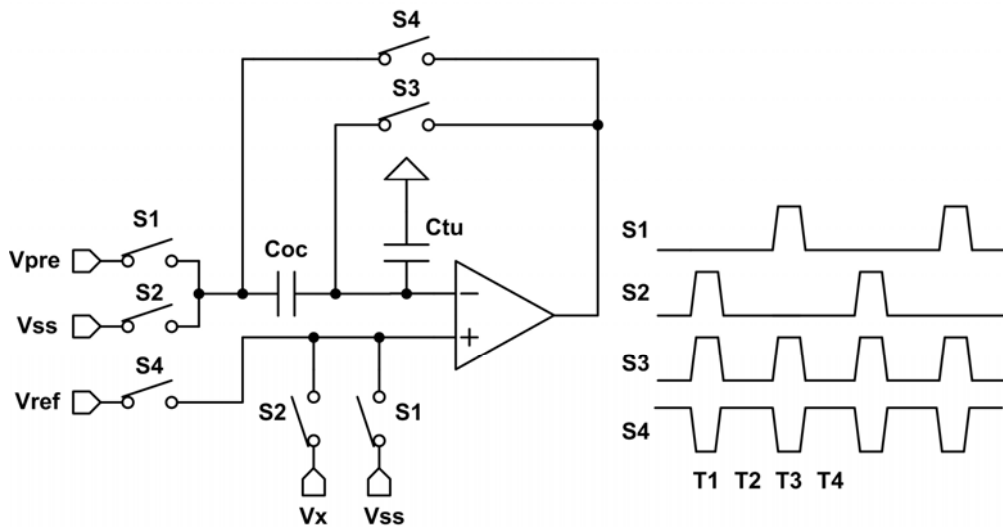 S4
S3
S1
Vpre
Coc
Ctu
S2
Vss
S4
Vref
S2
S1
Vx
Vss
S1
S2
S3
S4
T1 T2 T3 T4